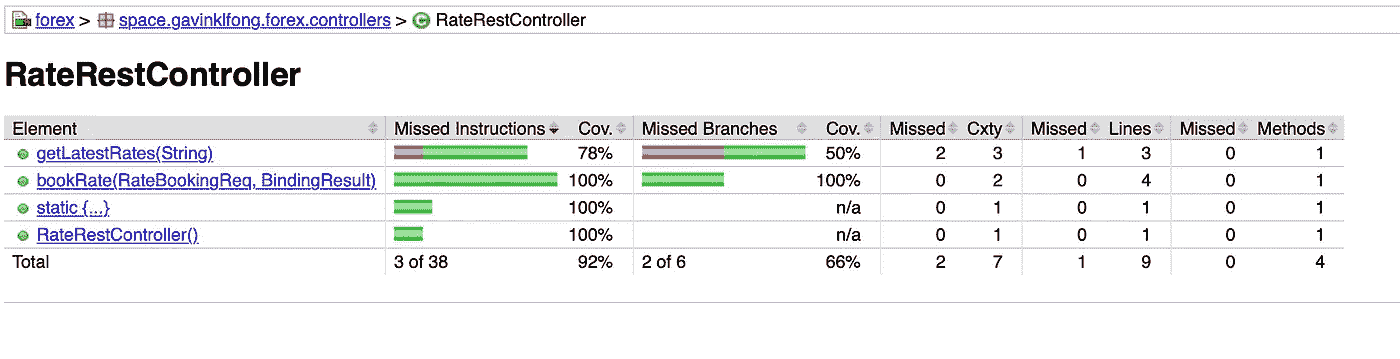 forex > space.gavinklfong.forex.controllers > RateRestController
RateRestController
Element Missed Instructions Cov. Missed Branches Cov. Missed Cxty Missed Lines Missed Methods
getLatestRates(String) 78% 50% 2 3 1 3 0 1
bookRate(RateBookingReq, BindingResult) 100% 100% 0 2 0 4 0 1
static {...} 100% n/a 0 1 0 1 0 1
RateRestController() 100% n/a 0 1 0 1 0 1
Total 3 of 38 92% 2 of 6 66% 2 7 1 9 0 4